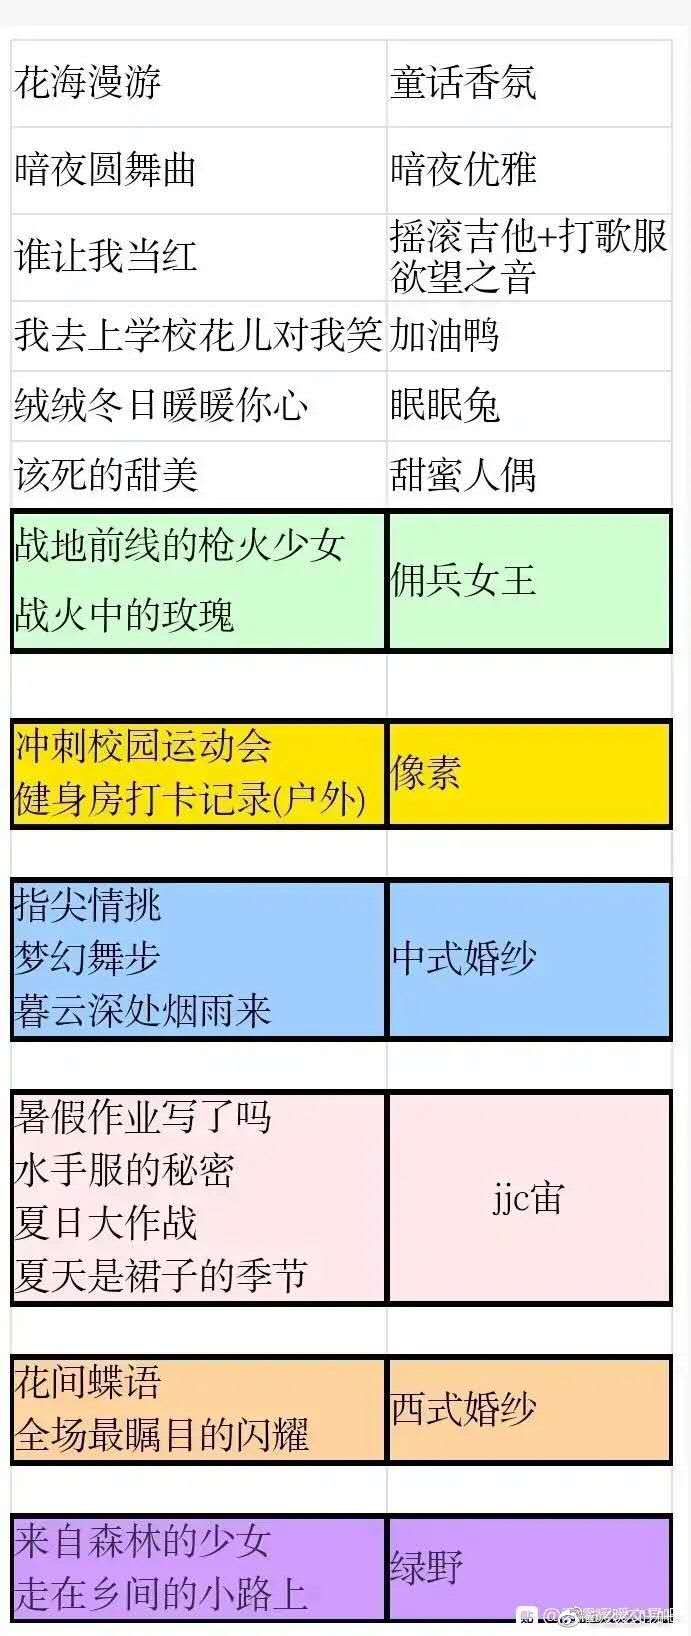 花海漫游
童话香氛
暗夜圆舞曲
暗夜优雅
谁让我当红
摇滚吉他+打歌服
欲望之音
我去上学校花儿对我笑
加油鸭
绒绒冬日暖暖你心
眠眠兔
该死的甜美
甜蜜人偶
战地前线的枪火少女
战火中的玫瑰
佣兵女王
冲刺校园运动会
健身房打卡记录(户外)
像素
指尖情挑
梦幻舞步
暮云深处烟雨来
中式婚纱
暑假作业写了吗
水手服的秘密
夏日大作战
夏天是裙子的季节
jjc宙
花间蝶语
全场最瞩目的闪耀
西式婚纱
来自森林的少女
走在乡间的小路上
绿野
贴